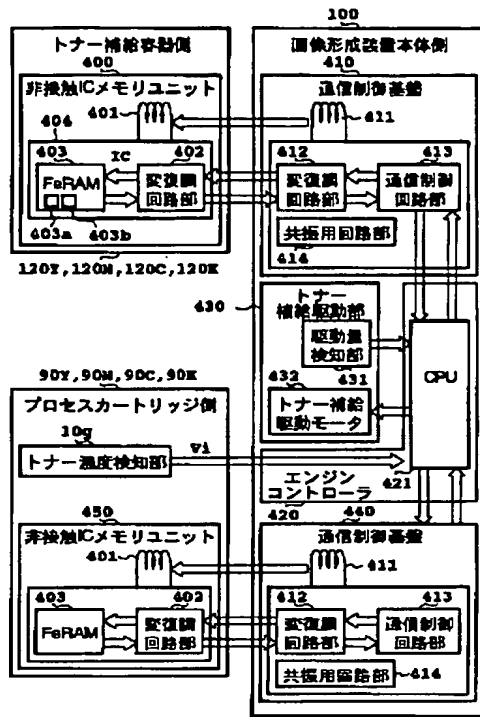 100
トナー補給容器側
400
非接触ICメモリユニット
401
404
IC
403
FeRAM
402
変復調
回路部
403a
403b
120Y,120M,120C,120K
画像形成装置本体側
410
通信制御基盤
411
412
変復調
回路部
413
通信制御
回路部
共振用回路部
414
430
トナー
補給駆動部
駆動量
検知部
431
432
トナー補給
駆動モータ
CPU
421
エンジン
コントローラ
420
90Y,90M,90C,90K
プロセスカートリッジ側
10g
トナー濃度検知部
Vi
450
非接触ICメモリユニット
401
403
FeRAM
402
変復調
回路部
440
通信制御基盤
411
412
変復調
回路部
413
通信制御
回路部
共振用回路部
414